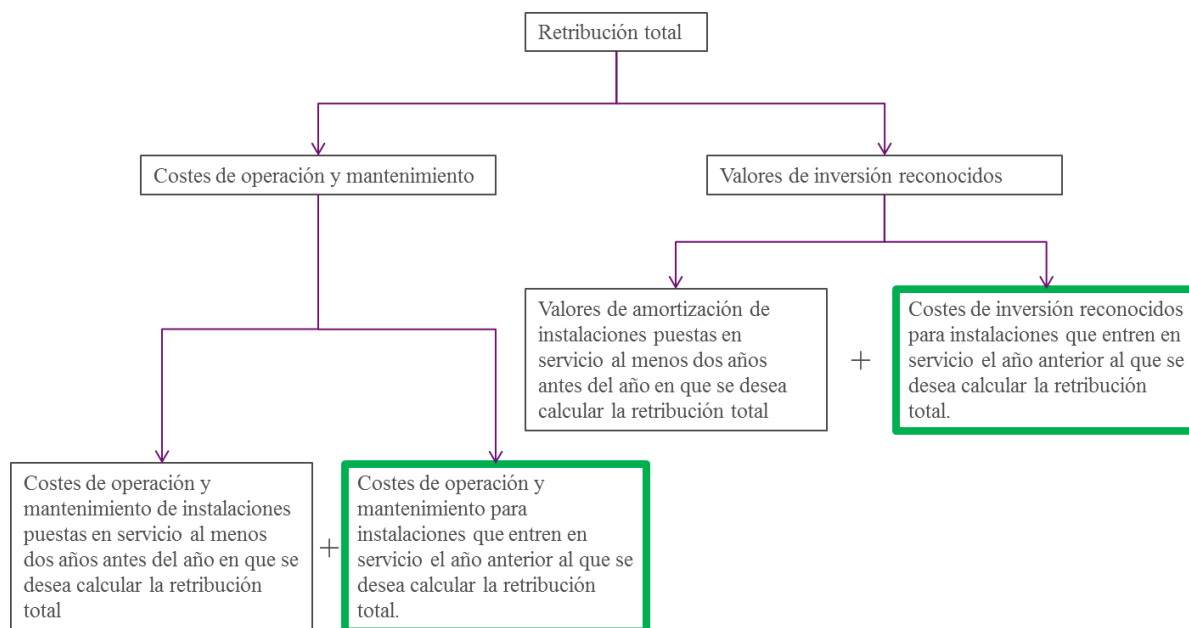 Retribución total
Costes de operación y mantenimiento
Valores de inversión reconocidos
Valores de amortización de
instalaciones puestas en
servicio al menos dos años
antes del año en que se desea
calcular la retribución total
+
Costes de inversión reconocidos
para instalaciones que entren en
servicio el año anterior al que se
desea calcular la retribución
total.
Costes de operación y
mantenimiento de instalaciones
puestas en servicio al menos
dos años antes del año en que se
desea calcular la retribución
total
+
Costes de operación y
mantenimiento para
instalaciones que entren en
servicio el año anterior al que se
desea calcular la retribución
total.